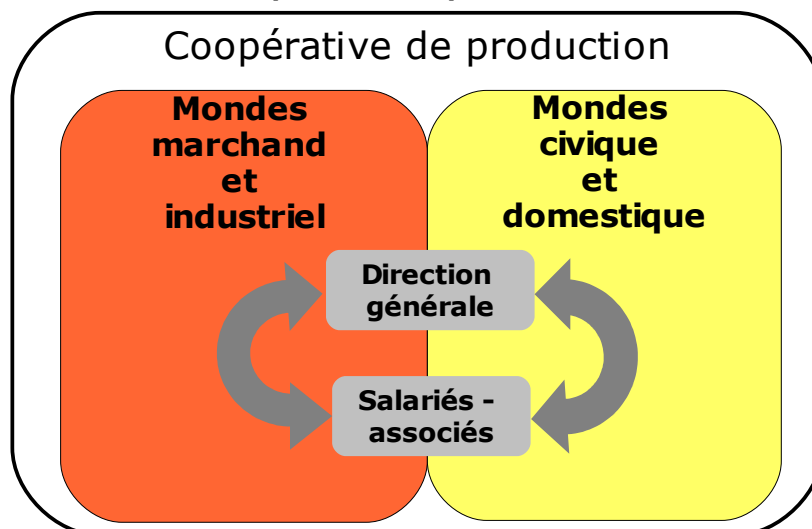 Coopérative de production
Mondes
marchand
et
industriel
Mondes
civique
et
domestique
Direction
générale
Salariés -
associés